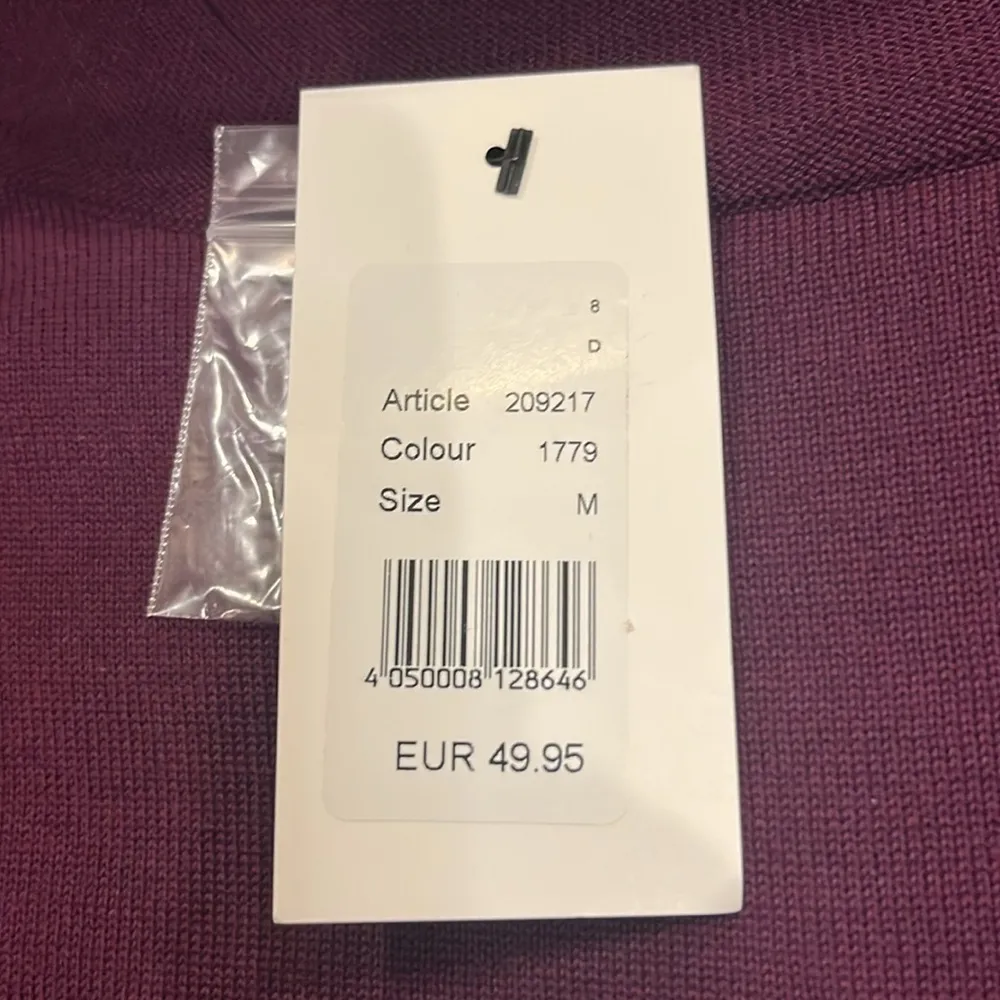 8
D
Article 209217
Colour 1779
Size M
4 050008 128646
EUR 49.95